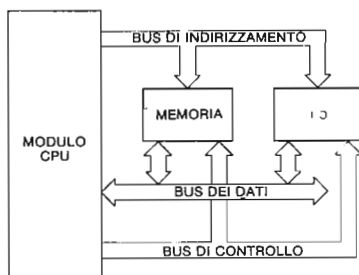 BUS DI INDIRIZZAMENTO
MEMORIA
MODULO
CPU
BUS DEI DATI
BUS DI CONTROLLO